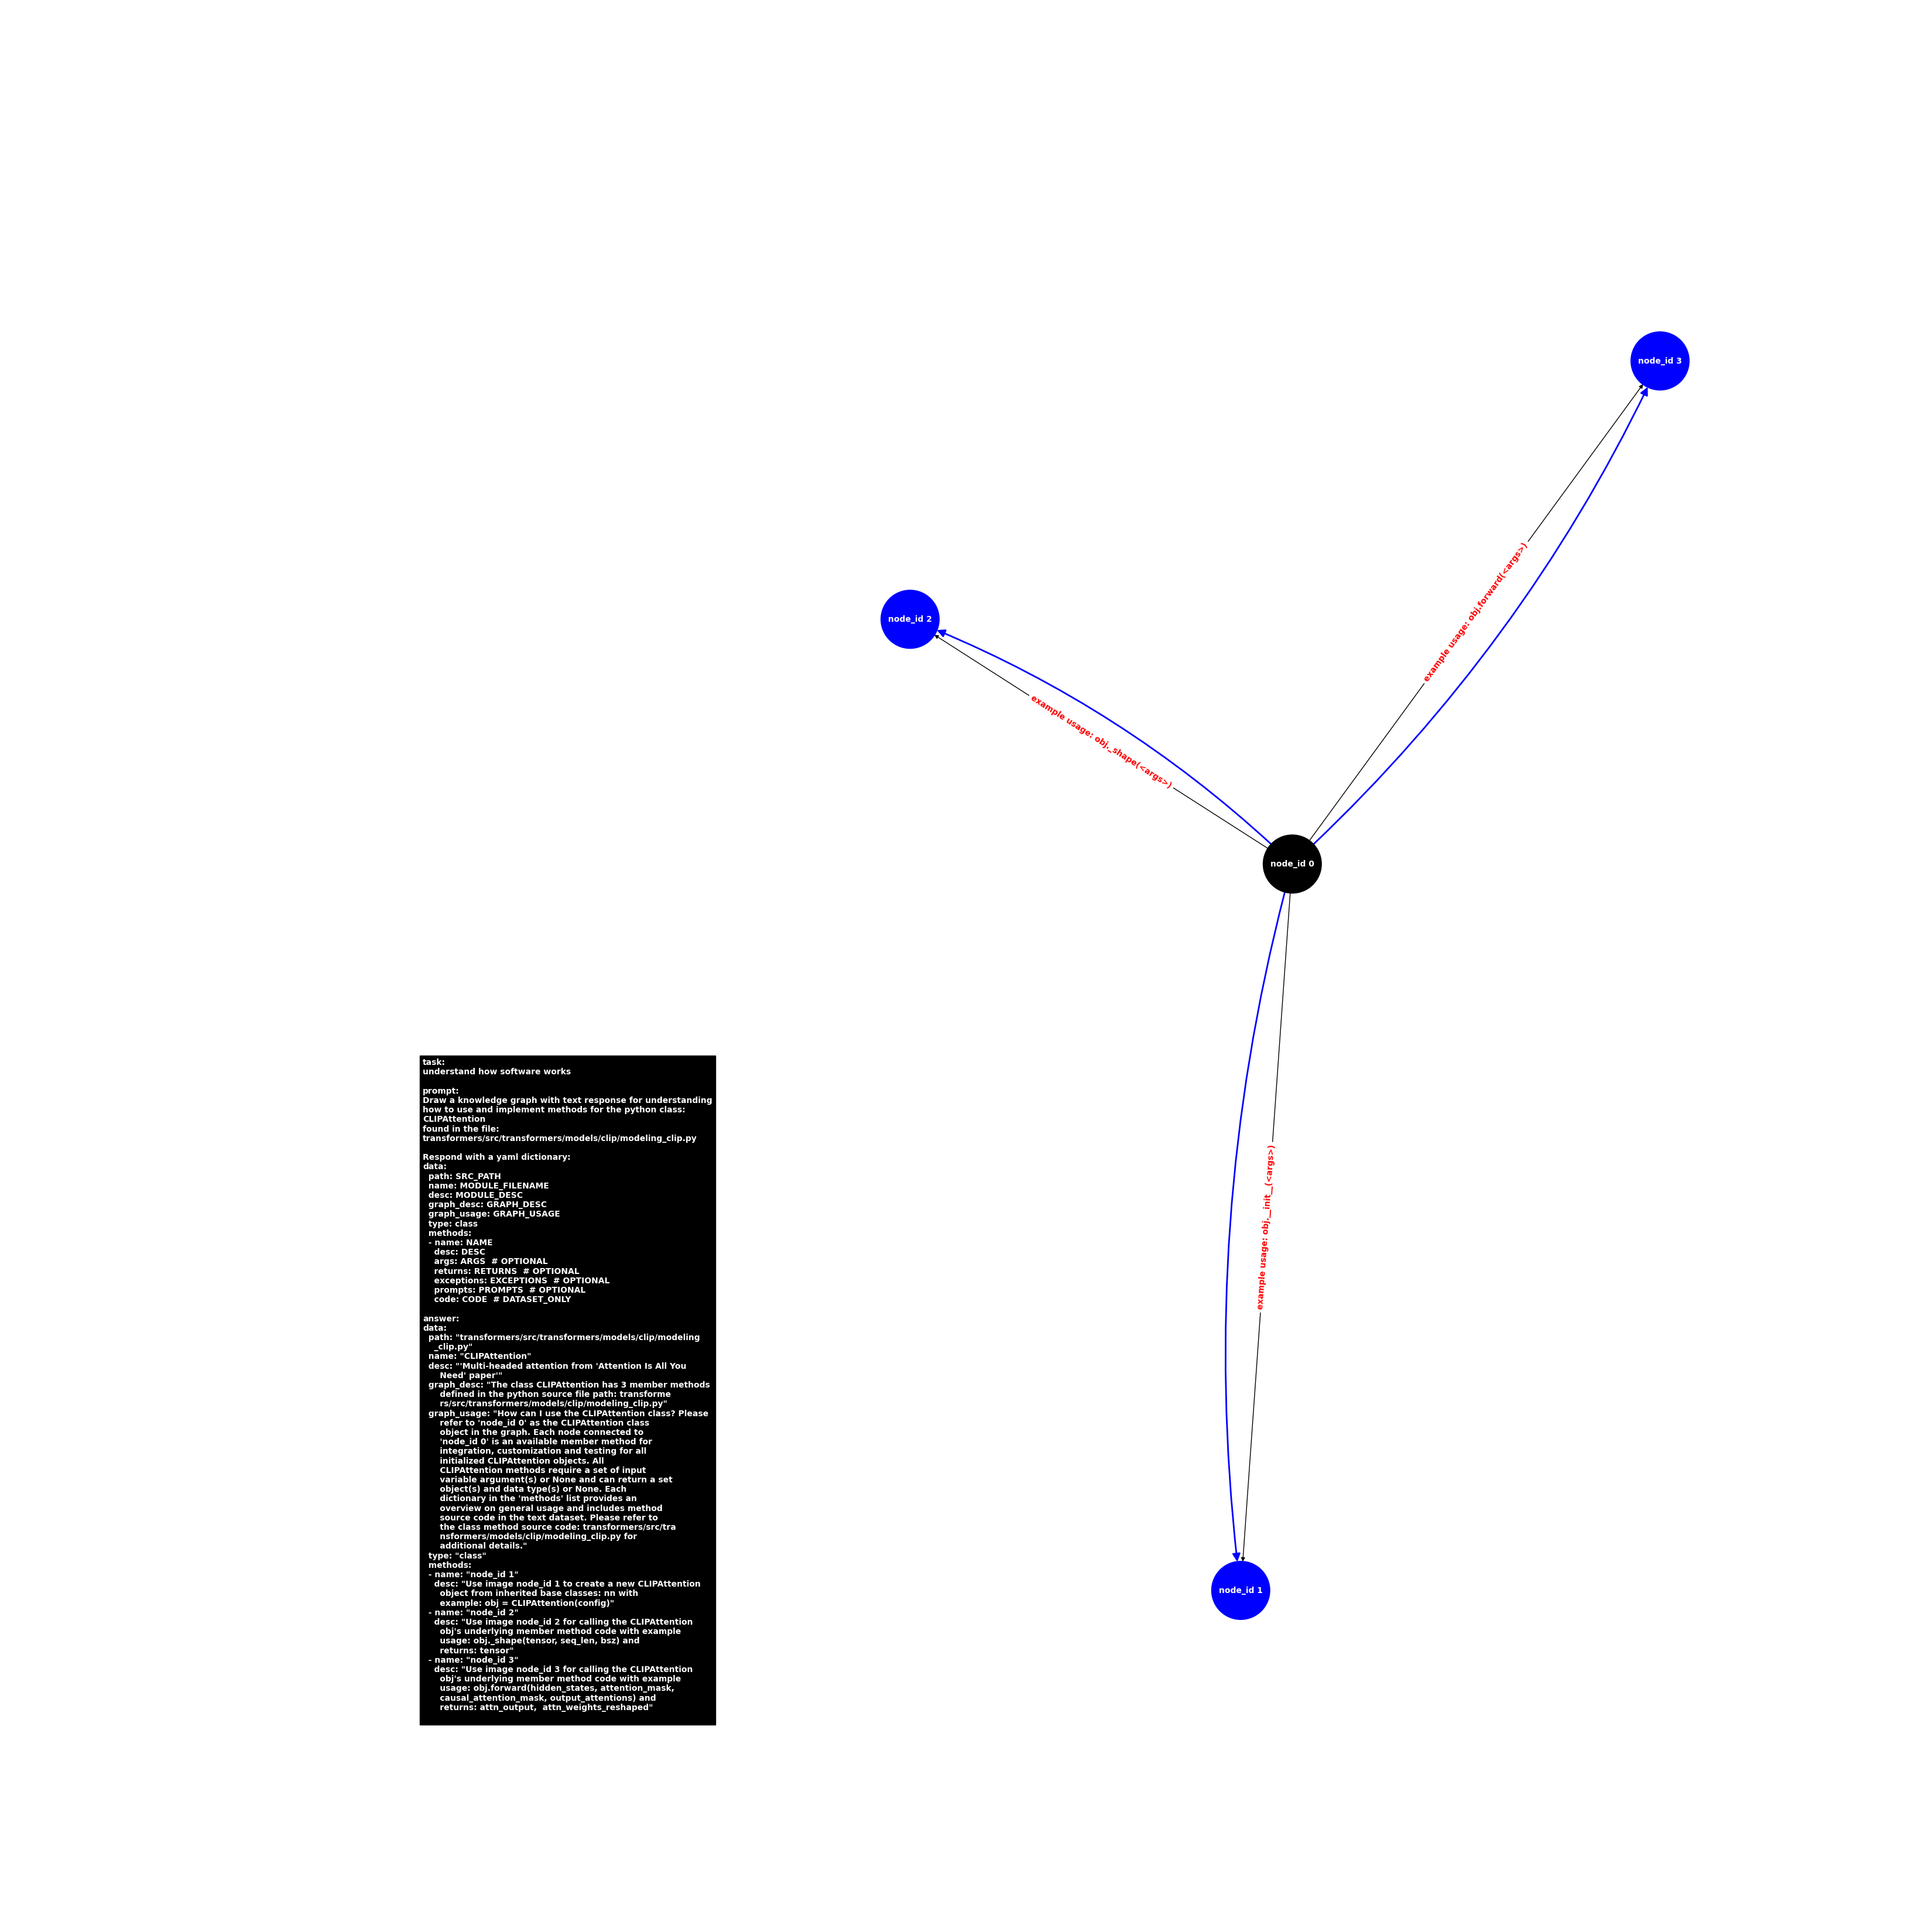 node_id 3
example usage: obj.forward(<args>)
node_id 2
example usage: obj._shape(<args>)
node_id 0
example usage: obj.__init__(<args>)
node_id 1
task:
understand how software works

prompt:
Draw a knowledge graph with text response for understanding
how to use and implement methods for the python class:
CLIPAttention
found in the file:
transformers/src/transformers/models/clip/modeling_clip.py

Respond with a yaml dictionary:
data:
  path: SRC_PATH
  name: MODULE_FILENAME
  desc: MODULE_DESC
  graph_desc: GRAPH_DESC
  graph_usage: GRAPH_USAGE
  type: class
  methods:
  - name: NAME
    desc: DESC
    args: ARGS  # OPTIONAL
    returns: RETURNS  # OPTIONAL
    exceptions: EXCEPTIONS  # OPTIONAL
    prompts: PROMPTS  # OPTIONAL
    code: CODE  # DATASET_ONLY

answer:
data:
  path: "transformers/src/transformers/models/clip/modeling
    _clip.py"
  name: "CLIPAttention"
  desc: "'Multi-headed attention from 'Attention Is All You
      Need' paper'"
  graph_desc: "The class CLIPAttention has 3 member methods
      defined in the python source file path: transforme
      rs/src/transformers/models/clip/modeling_clip.py"
  graph_usage: "How can I use the CLIPAttention class? Please
      refer to 'node_id 0' as the CLIPAttention class
      object in the graph. Each node connected to
      'node_id 0' is an available member method for
      integration, customization and testing for all
      initialized CLIPAttention objects. All
      CLIPAttention methods require a set of input
      variable argument(s) or None and can return a set
      object(s) and data type(s) or None. Each
      dictionary in the 'methods' list provides an
      overview on general usage and includes method
      source code in the text dataset. Please refer to
      the class method source code: transformers/src/tra
      nsformers/models/clip/modeling_clip.py for
      additional details."
  type: "class"
  methods:
  - name: "node_id 1"
    desc: "Use image node_id 1 to create a new CLIPAttention
      object from inherited base classes: nn with
      example: obj = CLIPAttention(config)"
  - name: "node_id 2"
    desc: "Use image node_id 2 for calling the CLIPAttention
      obj's underlying member method code with example
      usage: obj._shape(tensor, seq_len, bsz) and
      returns: tensor"
  - name: "node_id 3"
    desc: "Use image node_id 3 for calling the CLIPAttention
      obj's underlying member method code with example
      usage: obj.forward(hidden_states, attention_mask,
      causal_attention_mask, output_attentions) and
      returns: attn_output,  attn_weights_reshaped"